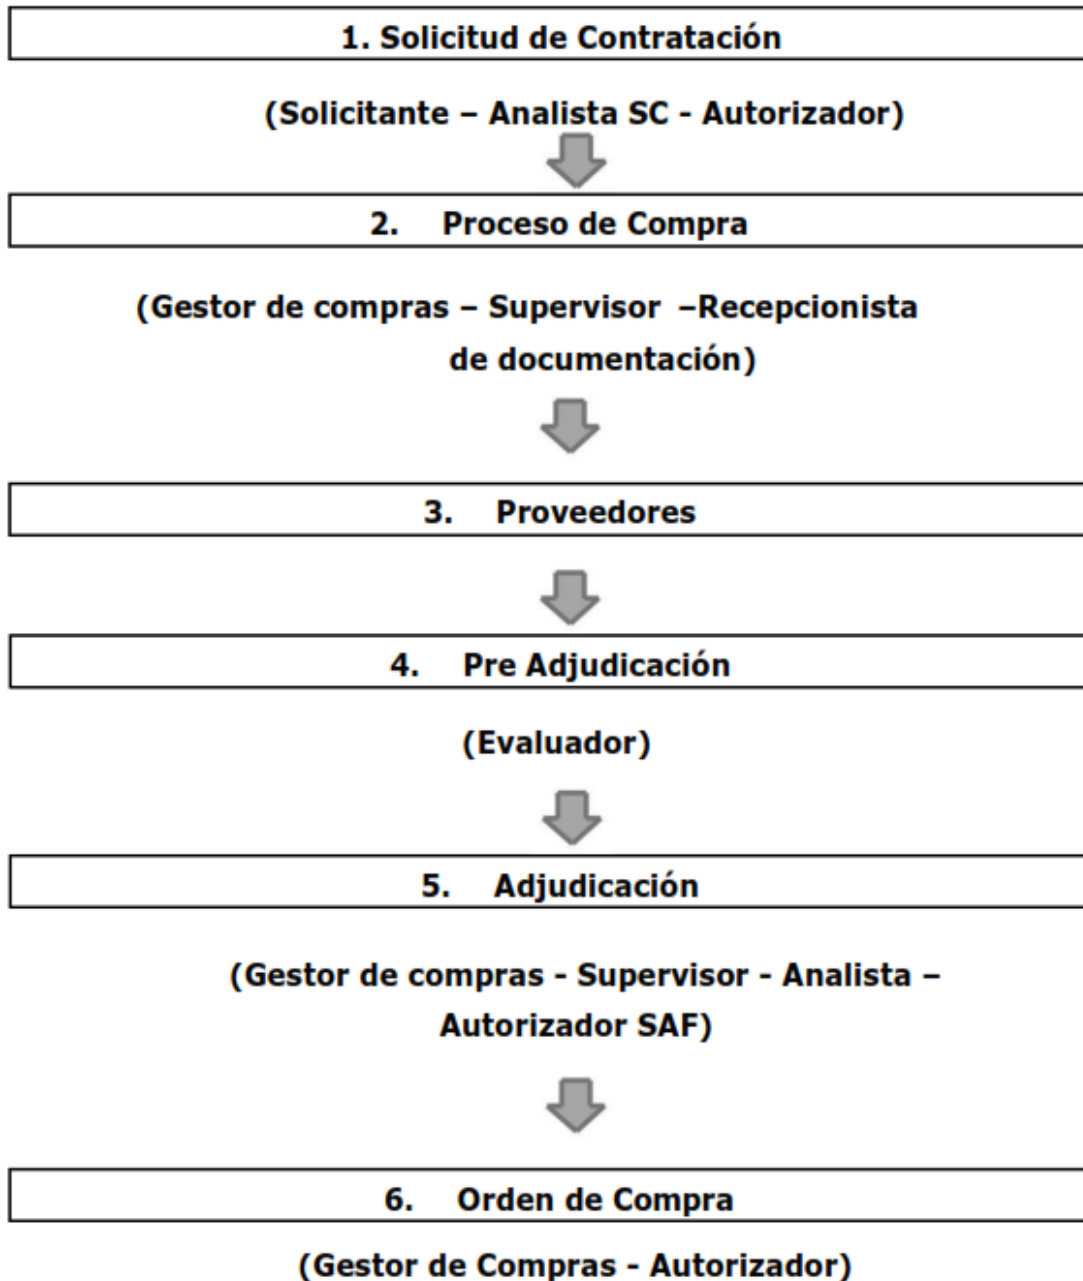 1. Solicitud de Contratación
(Solicitante – Analista SC - Autorizador)
2. Proceso de Compra
(Gestor de compras – Supervisor –Recepcionista
de documentación)
3. Proveedores
4. Pre Adjudicación
(Evaluador)
5. Adjudicación
(Gestor de compras - Supervisor - Analista –
Autorizador SAF)
6. Orden de Compra
(Gestor de Compras - Autorizador)